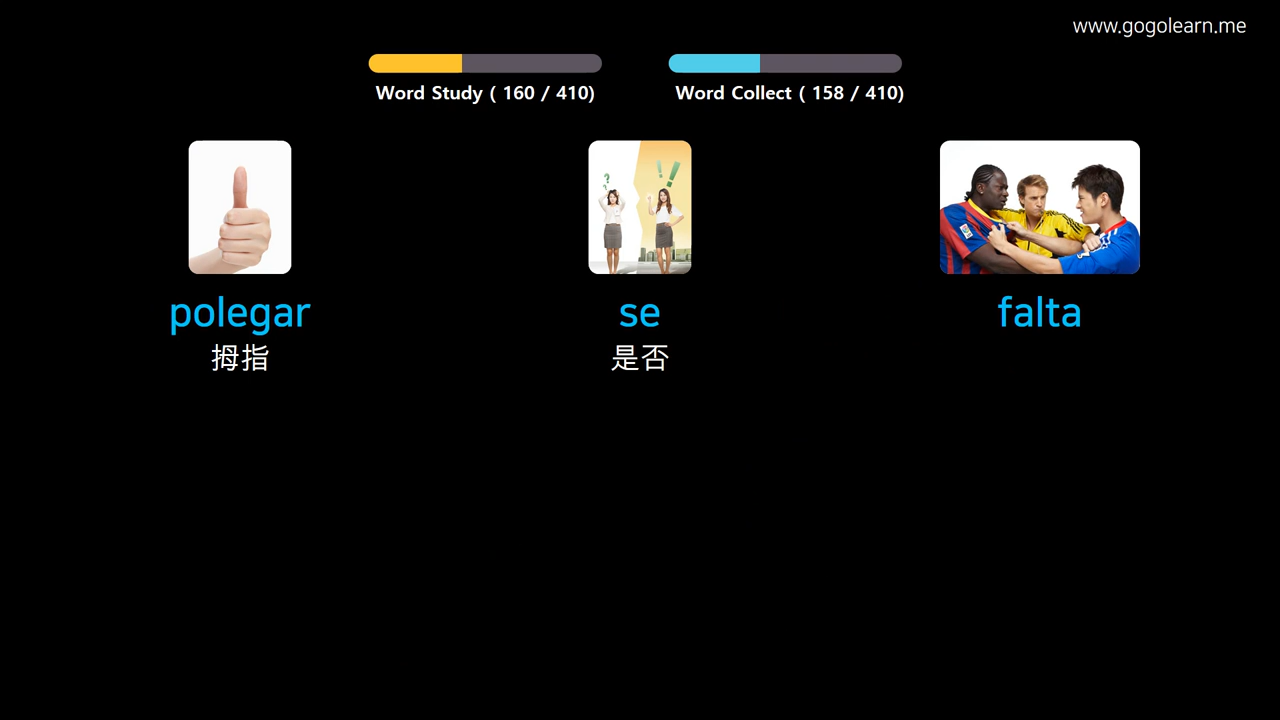 www.gogolearn.me
Word Study ( 160 / 410)
Word Collect ( 158 / 410)
polegar
拇指
se
是否
falta